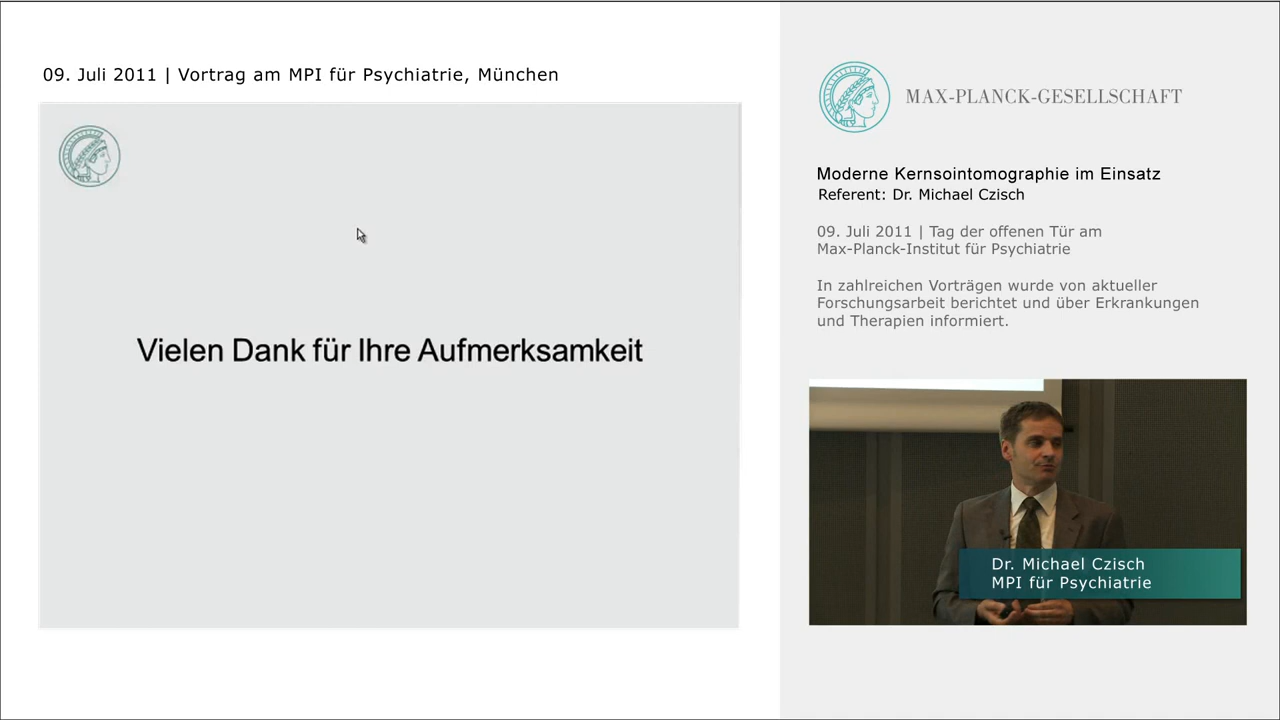 09. Juli 2011 | Vortrag am MPI für Psychiatrie, München
Vielen Dank für Ihre Aufmerksamkeit
MAX-PLANCK-GESELLSCHAFT
Moderne Kernsointomographie im Einsatz
Referent: Dr. Michael Czisch
09. Juli 2011 | Tag der offenen Tür am
Max-Planck-Institut für Psychiatrie
In zahlreichen Vorträgen wurde von aktueller
Forschungsarbeit berichtet und über Erkrankungen
und Therapien informiert.
Dr. Michael Czisch
MPI für Psychiatrie